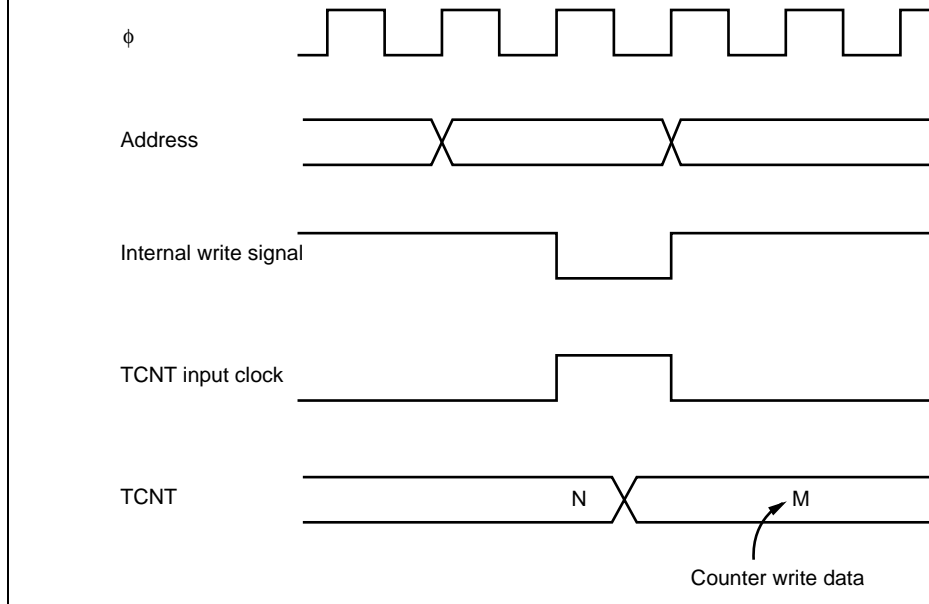 ϕ
Address
Internal write signal
TCNT input clock
TCNT
N
M
Counter write data